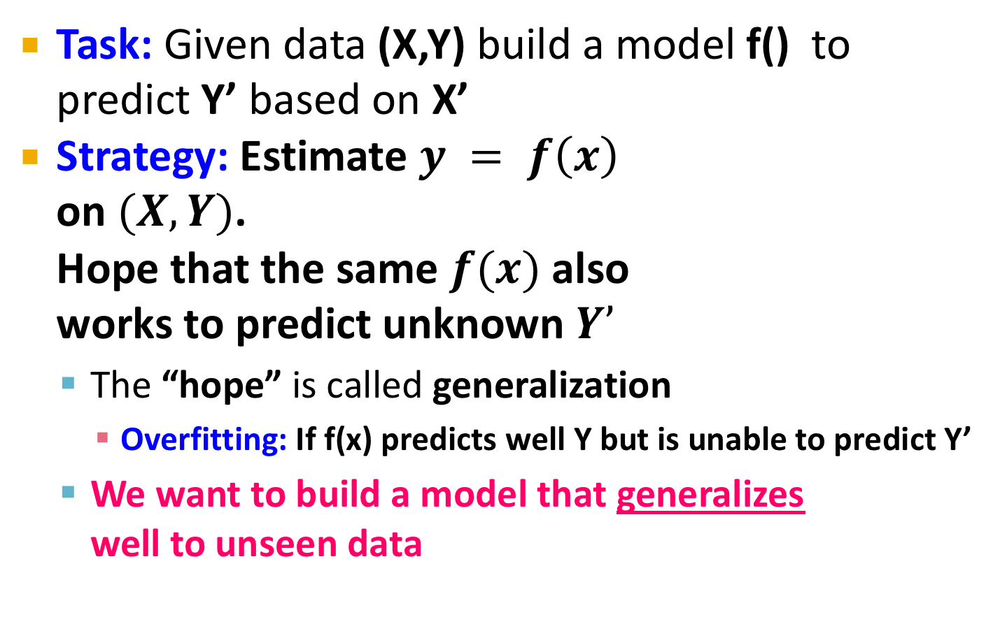 Task: Given data (X,Y) build a model f() to
predict Y’ based on X’
Strategy: Estimate y = f(x)
on (X, Y).
Hope that the same f(x) also
works to predict unknown Y’
The “hope” is called generalization
Overfitting: If f(x) predicts well Y but is unable to predict Y’
We want to build a model that generalizes
well to unseen data